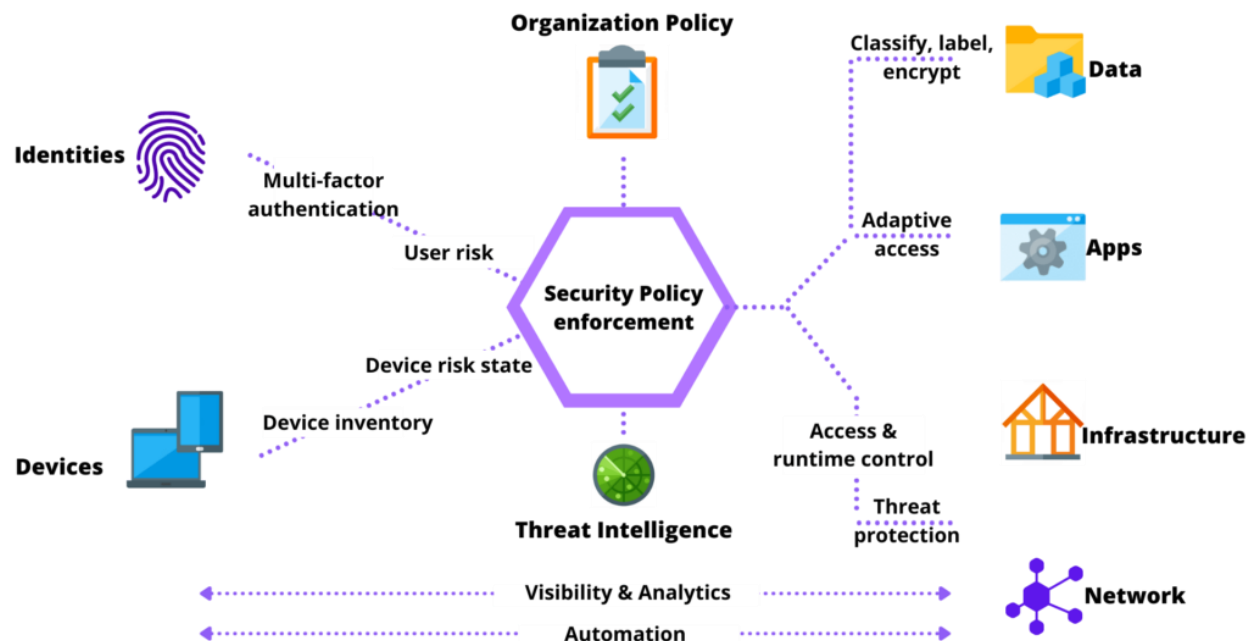 Organization Policy
Classify, label,
encrypt
Data
Identities
Multi-factor
authentication
User risk
Adaptive
access
Apps
Security Policy
enforcement
Device risk state
Device inventory
Devices
Access &
runtime control
Infrastructure
Threat Intelligence
Threat
protection
Visibility & Analytics
Network
Automation